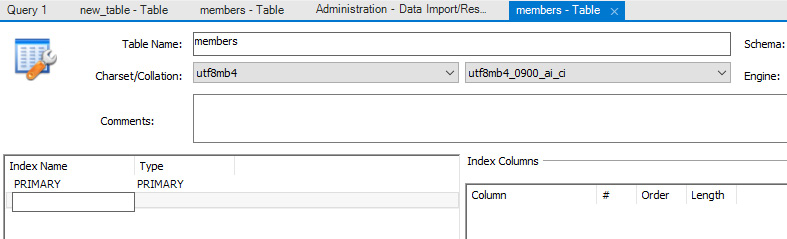 Query 1 new_table - Table members - Table Administration - Data Import/Res... members - Table ×
Table Name: members Schema:
Charset/Collation: utf8mb4 utf8mb4_0900_ai_ci Engine:
Comments:
Index Name Type Index Columns
PRIMARY PRIMARY
Column # Order Length